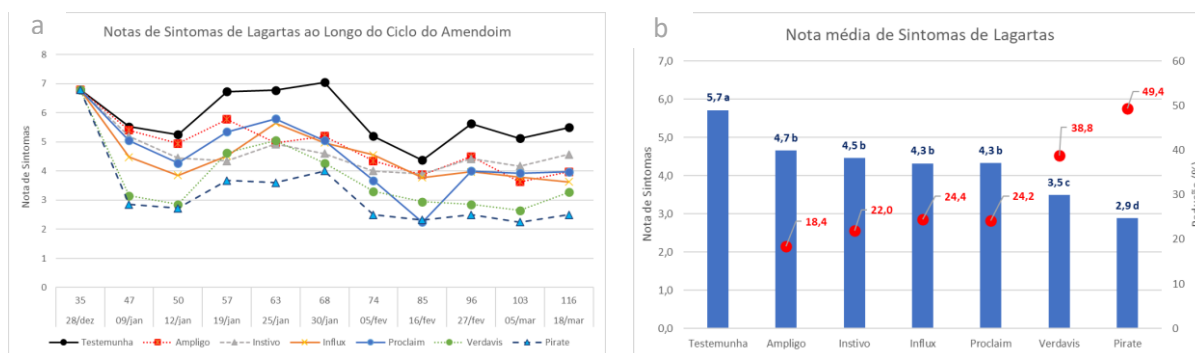 a
Notas de Sintomas de Lagartas ao Longo do Ciclo do Amendoim
Nota de Sintomas
8
7
6
5
4
3
2
1
0
35 47 50 57 63 68 74 85 96 103 116
28/dez 09/jan 12/jan 19/jan 25/jan 30/jan 05/fev 16/fev 27/fev 05/mar 18/mar
Testemunha Ampligo Instivo Influx Proclaim Verdavis Pirate
b
Nota média de Sintomas de Lagartas
Nota de Sintomas
7,0
6,0
5,0
4,0
3,0
2,0
1,0
0,0
5,7 a
4,7 b
4,5 b
4,3 b
4,3 b
3,5 c
2,9 d
18,4
22,0
24,4
24,2
38,8
49,4
60
50
40
30
20
10
0
Testemunha Ampligo Instivo Influx Proclaim Verdavis Pirate